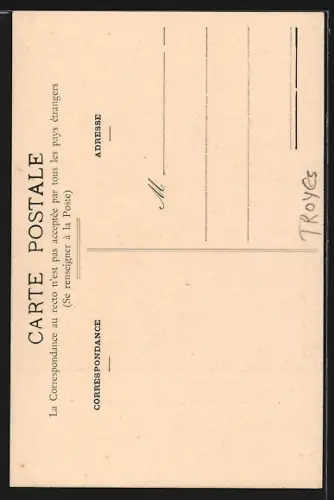 CARTE POSTALE
La Correspondance au recto n'est pas acceptée par tous les pays étrangers
(Se renseigner à la Poste)
CORRESPONDANCE
ADRESSE
M
TROYES